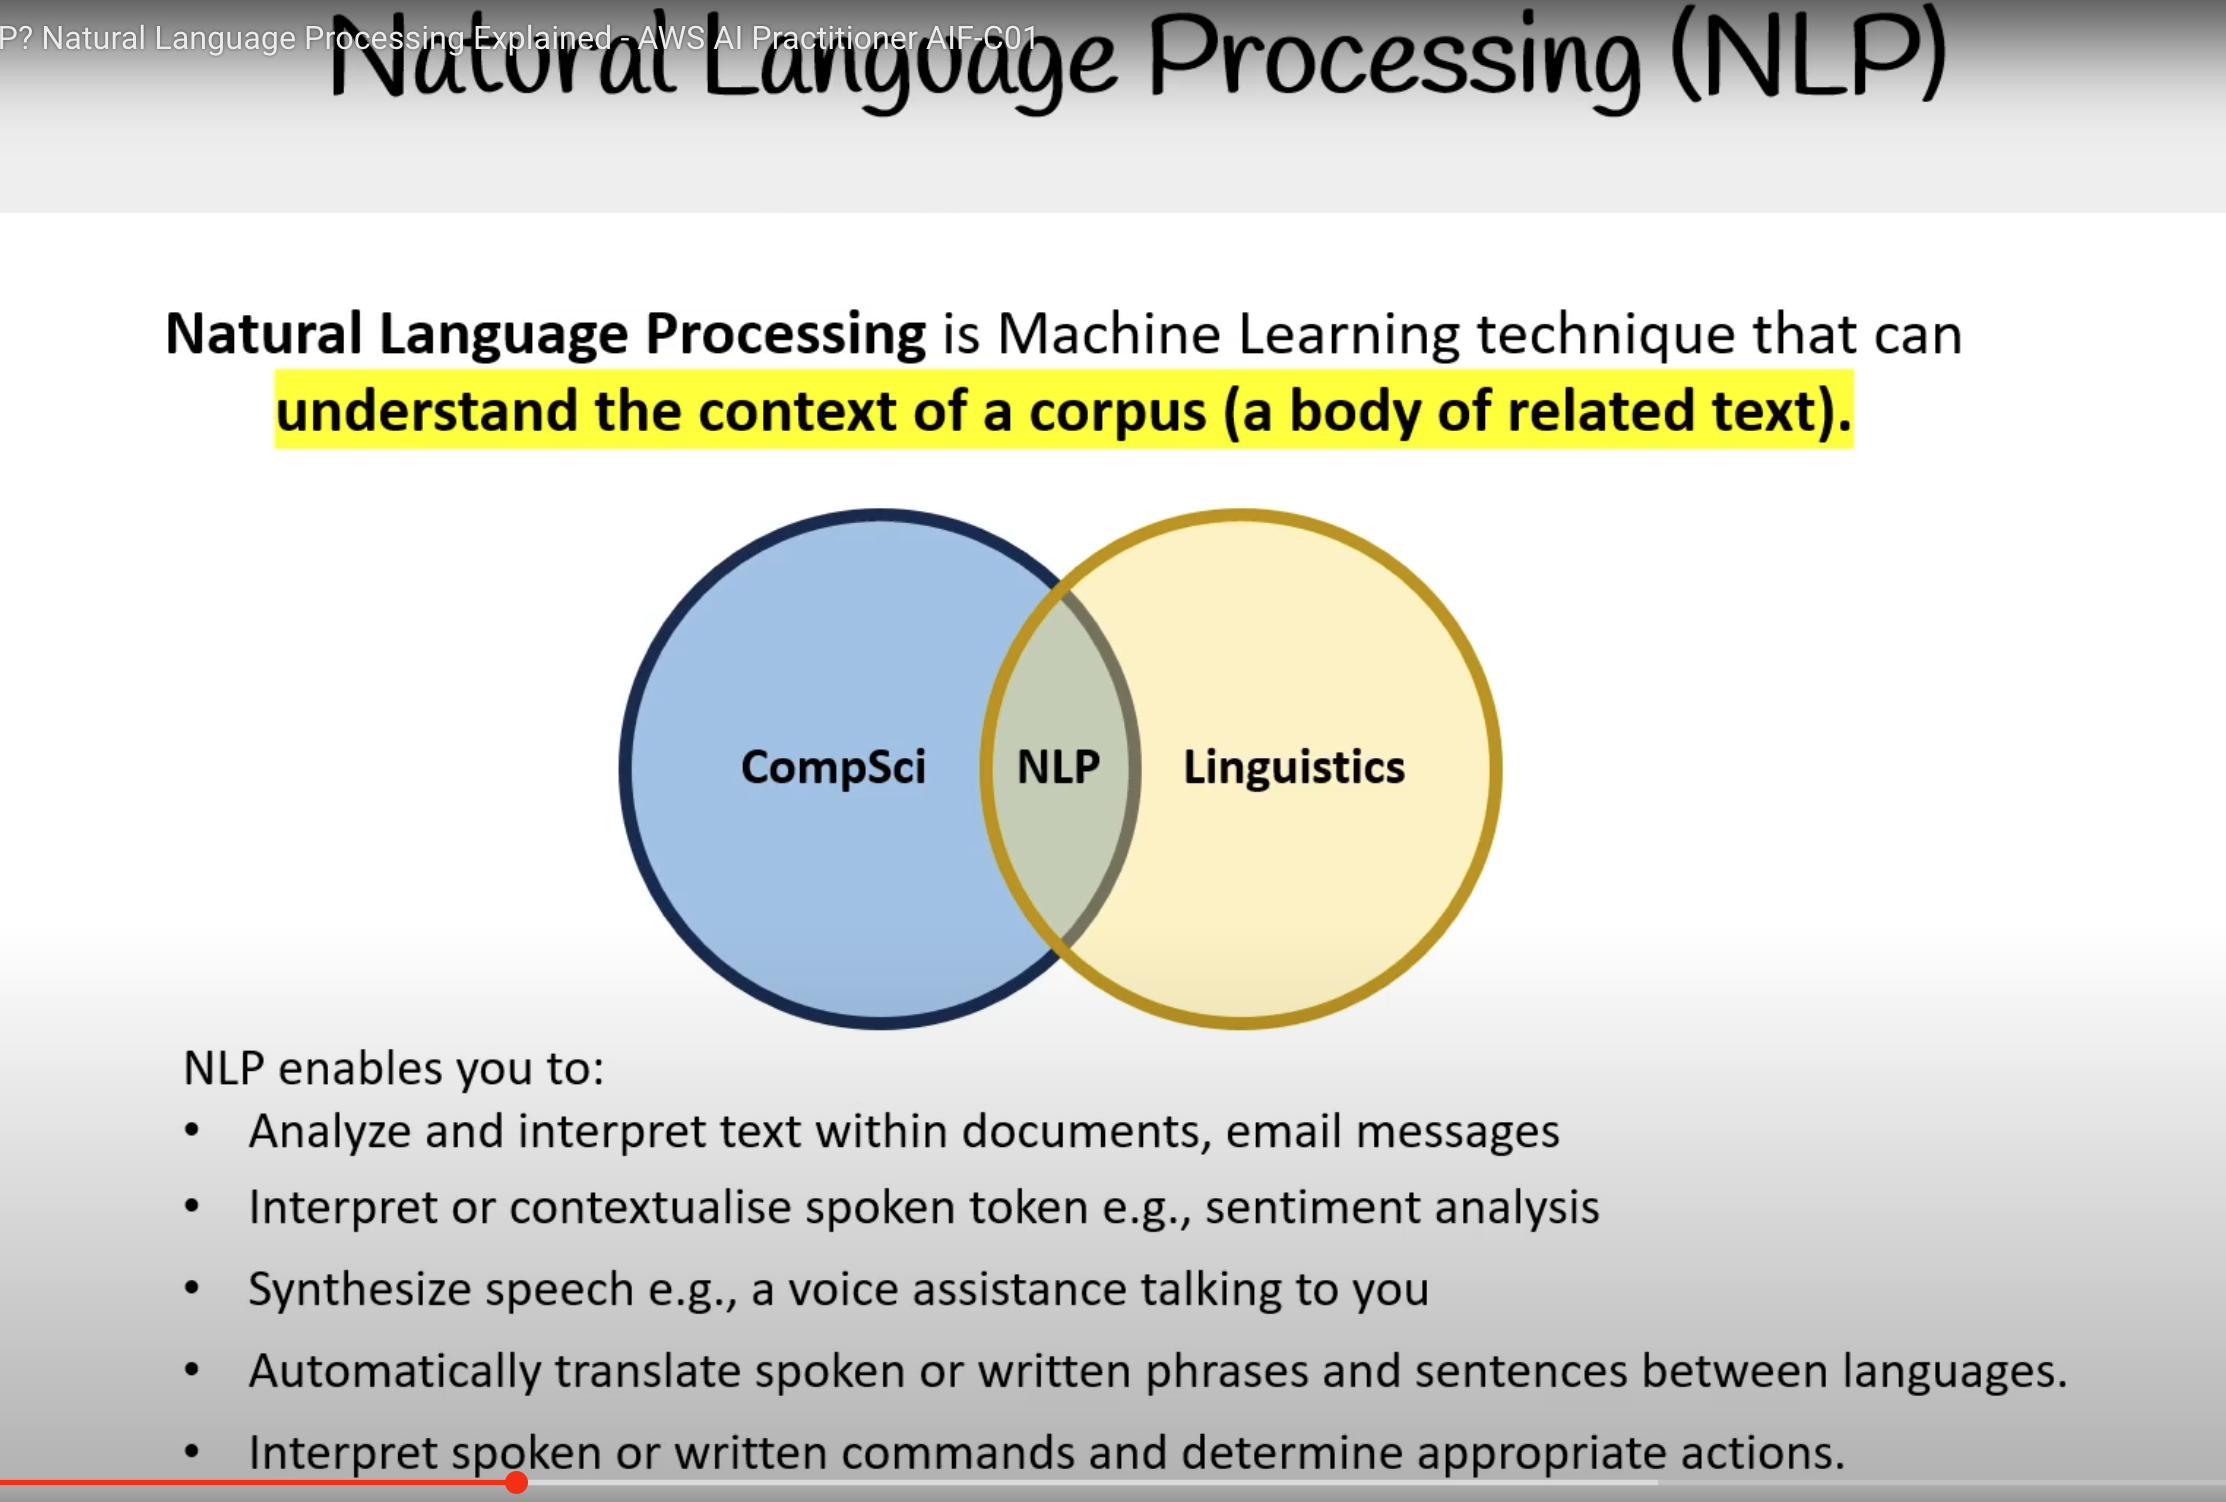 P? Natural Language Processing Explained - AWS AI Practitioner AIF-C01
Natural Language Processing (NLP)
Natural Language Processing is Machine Learning technique that can
understand the context of a corpus (a body of related text).
CompSci
NLP
Linguistics
NLP enables you to:
• Analyze and interpret text within documents, email messages
• Interpret or contextualise spoken token e.g., sentiment analysis
• Synthesize speech e.g., a voice assistance talking to you
• Automatically translate spoken or written phrases and sentences between languages.
• Interpret spoken or written commands and determine appropriate actions.